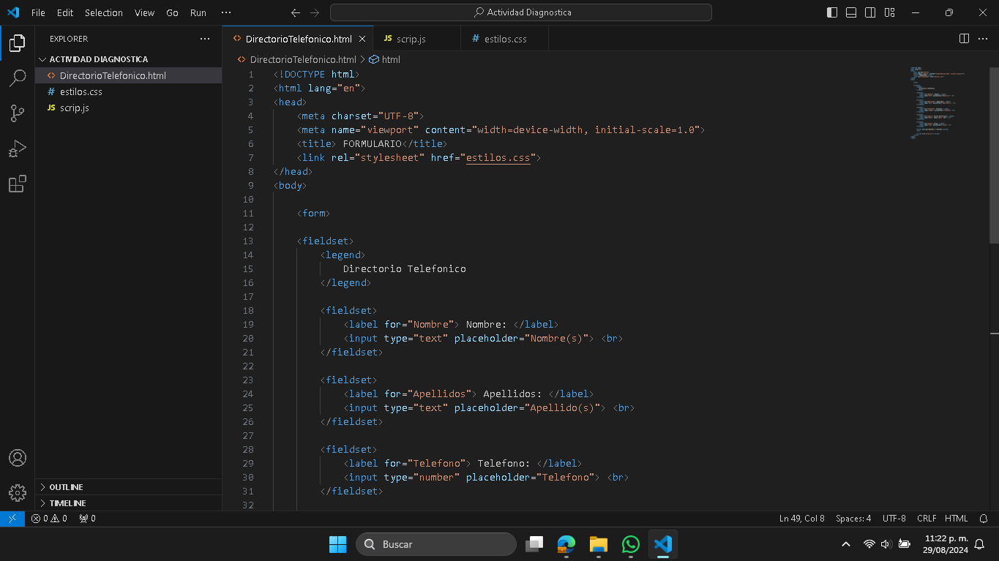 File Edit Selection View Go Run ··· Actividad Diagnostica
EXPLORER ···
ACTIVIDAD DIAGNOSTICA
<> DirectorioTelefonico.html
# estilos.css
JS scrip.js
OUTLINE
TIMELINE
<> DirectorioTelefonico.html JS scrip.js # estilos.css ···
<> DirectorioTelefonico.html > html
1 <!DOCTYPE html>
2 <html lang="en">
3 <head>
4 <meta charset="UTF-8">
5 <meta name="viewport" content="width=device-width, initial-scale=1.0">
6 <title> FORMULARIO</title>
7 <link rel="stylesheet" href="estilos.css">
8 </head>
9 <body>
10
11 <form>
12
13 <fieldset>
14 <legend>
15 Directorio Telefonico
16 </legend>
17
18 <fieldset>
19 <label for="Nombre"> Nombre: </label>
20 <input type="text" placeholder="Nombre(s)"> <br>
21 </fieldset>
22
23 <fieldset>
24 <label for="Apellidos"> Apellidos: </label>
25 <input type="text" placeholder="Apellido(s)"> <br>
26 </fieldset>
27
28 <fieldset>
29 <label for="Telefono"> Telefono: </label>
30 <input type="number" placeholder="Telefono"> <br>
31 </fieldset>
32
0 0 0 Ln 49, Col 8 Spaces: 4 UTF-8 CRLF HTML
Buscar
11:22 p. m.
29/08/2024